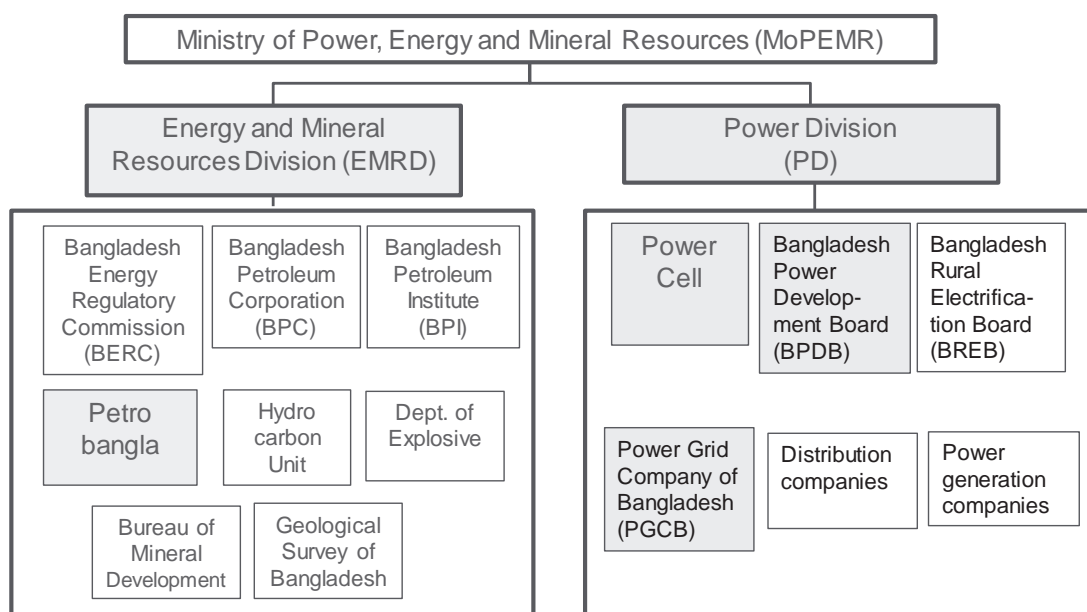 Ministry of Power, Energy and Mineral Resources (MoPEMR)
Energy and Mineral
Resources Division (EMRD)
Power Division
(PD)
Bangladesh
Energy
Regulatory
Commission
(BERC)
Bangladesh
Petroleum
Corporation
(BPC)
Bangladesh
Petroleum
Institute
(BPI)
Petro
bangla
Hydro
carbon
Unit
Dept. of
Explosive
Bureau of
Mineral
Development
Geological
Survey of
Bangladesh
Power
Cell
Bangladesh
Power
Develop-
ment Board
(BPDB)
Bangladesh
Rural
Electrifica-
tion Board
(BREB)
Power Grid
Company of
Bangladesh
(PGCB)
Distribution
companies
Power
generation
companies